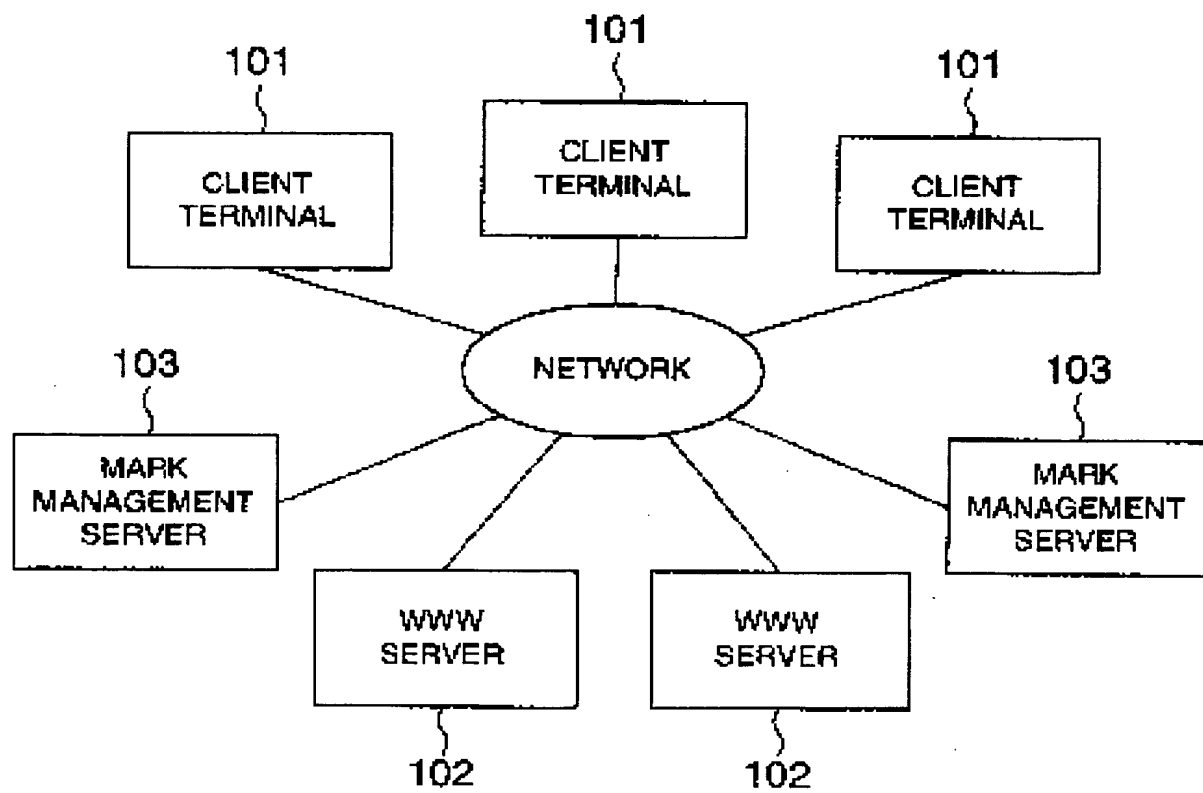 101
101
101
CLIENT
TERMINAL
CLIENT
TERMINAL
CLIENT
TERMINAL
NETWORK
103
103
MARK
MANAGEMENT
SERVER
MARK
MANAGEMENT
SERVER
WWW
SERVER
WWW
SERVER
102
102